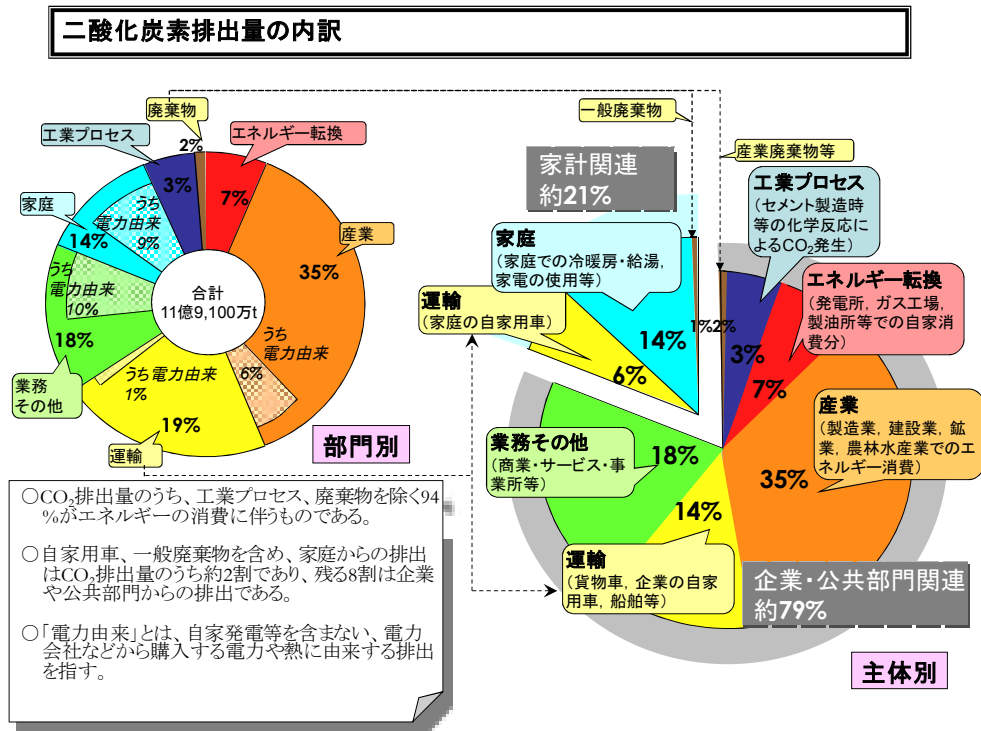 二酸化炭素排出量の内訳
廃棄物
工業プロセス
エネルギー転換
2%
3%
7%
家庭
うち
電力由来
9%
14%
産業
35%
うち
電力由来
10%
18%
合計
11億9,100万t
うち
電力由来
6%
うち電力由来
1%
19%
業務
その他
運輸
部門別
一般廃棄物
産業廃棄物等
家計関連
約21%
工業プロセス
(セメント製造時
等の化学反応に
よるCO₂発生)
家庭
(家庭での冷暖房・給湯,
家電の使用等)
エネルギー転換
(発電所, ガス工場,
製油所等での自家消
費分)
運輸
(家庭の自家用車)
1%
2%
14%
3%
6%
7%
産業
(製造業, 建設業, 鉱
業, 農林水産業でのエ
ネルギー消費)
35%
業務その他
(商業・サービス・事
業所等)
18%
14%
運輸
(貨物車, 企業の自家
用車, 船舶等)
企業・公共部門関連
約79%
主体別
○CO₂排出量のうち、工業プロセス、廃棄物を除く94
%がエネルギーの消費に伴うものである。
○自家用車、一般廃棄物を含め、家庭からの排出
はCO₂排出量のうち約2割であり、残る8割は企業
や公共部門からの排出である。
○「電力由来」とは、自家発電等を含まない、電力
会社などから購入する電力や熱に由来する排出
を指す。